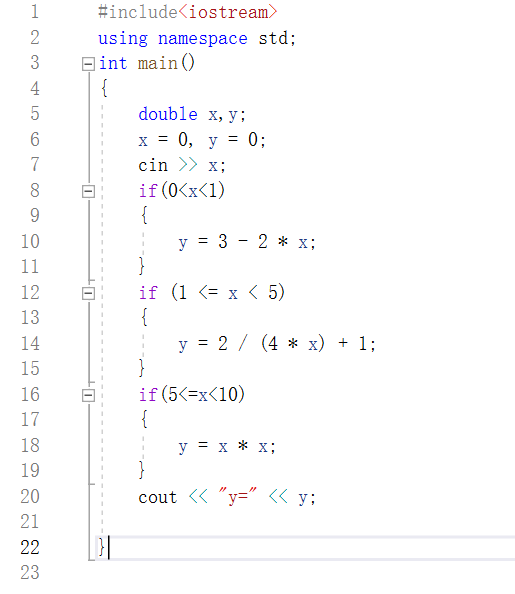 1 #include<iostream>
2 using namespace std;
3 int main()
4 {
5 double x,y;
6 x = 0, y = 0;
7 cin >> x;
8 if(0<x<1)
9 {
10 y = 3 - 2 * x;
11 }
12 if (1 <= x < 5)
13 {
14 y = 2 / (4 * x) + 1;
15 }
16 if(5<=x<10)
17 {
18 y = x * x;
19 }
20 cout << "y=" << y;
21
22 }
23